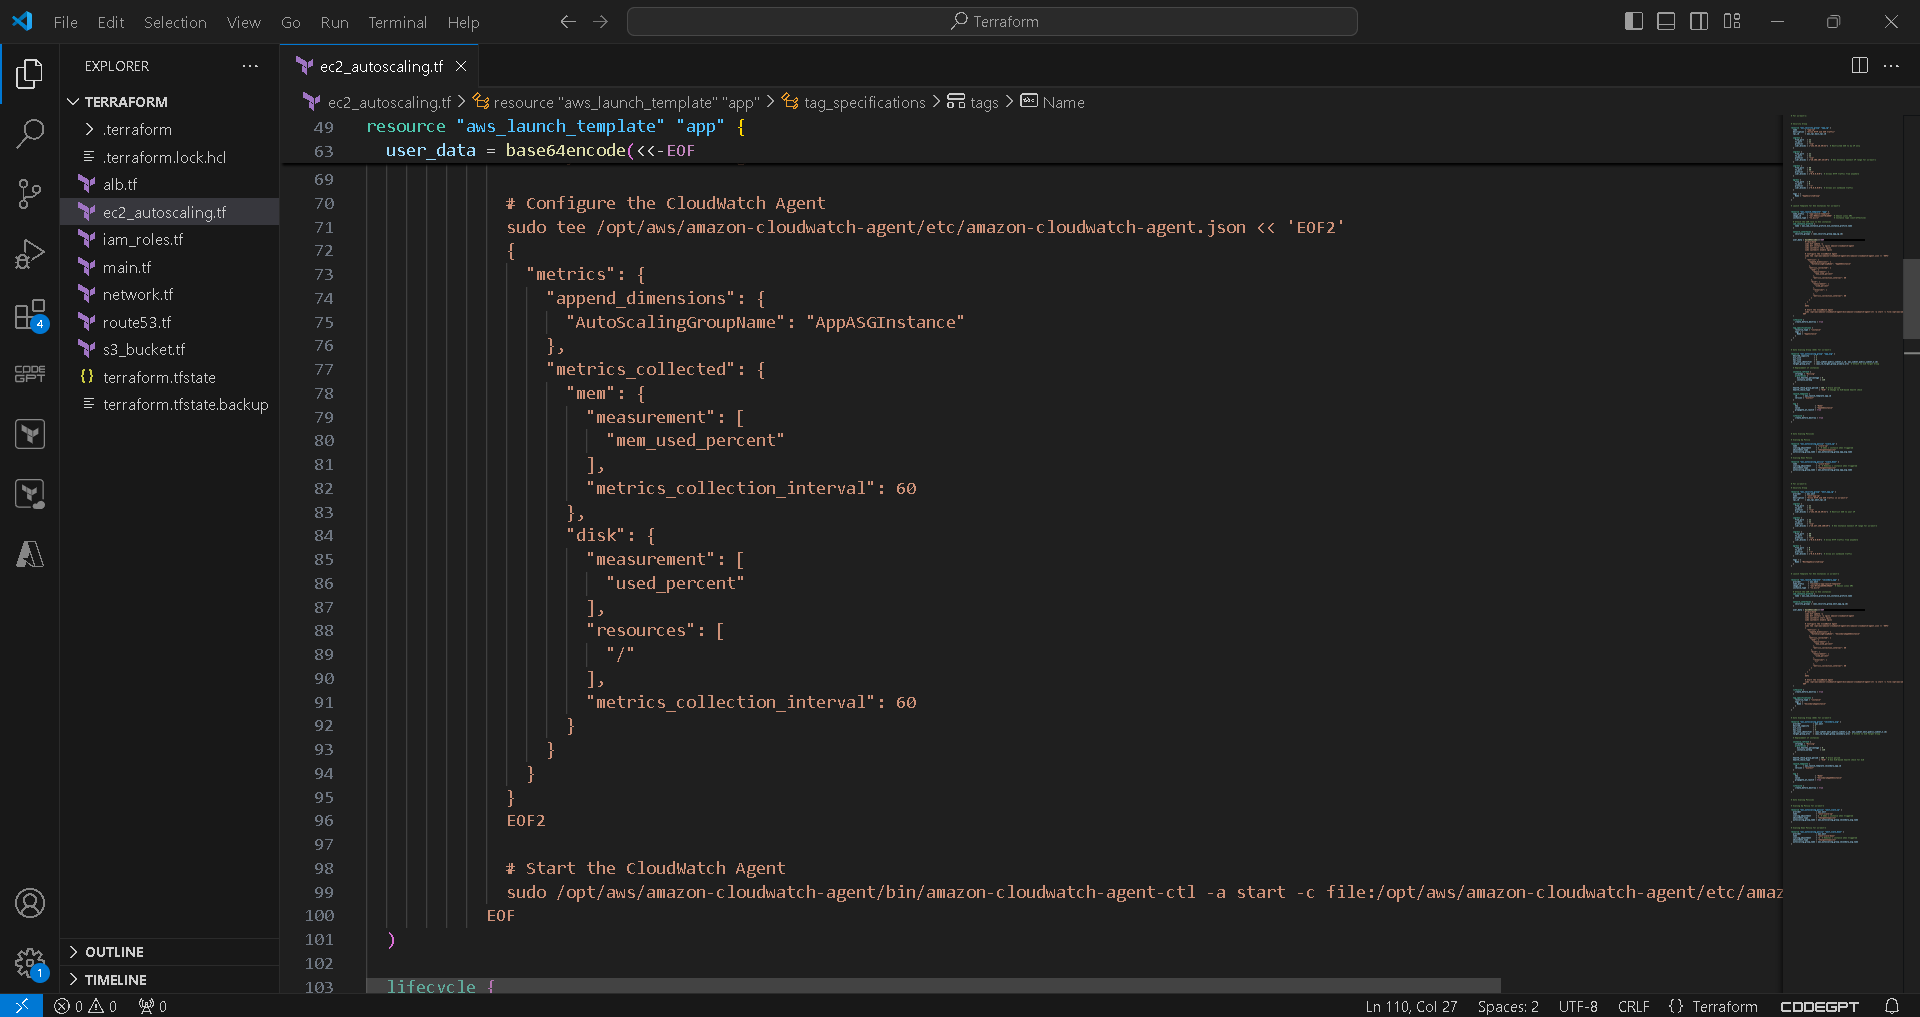 File Edit Selection View Go Run Terminal Help
Terraform
EXPLORER
ec2_autoscaling.tf
TERRAFORM
.terraform
.terraform.lock.hcl
alb.tf
ec2_autoscaling.tf
iam_roles.tf
main.tf
network.tf
route53.tf
s3_bucket.tf
terraform.tfstate
terraform.tfstate.backup
4
CODE
GPT
1
OUTLINE
TIMELINE
ec2_autoscaling.tf > resource "aws_launch_template" "app" > tag_specifications > tags > abc Name
49 resource "aws_launch_template" "app" {
63 user_data = base64encode(<<-EOF
69
70 # Configure the CloudWatch Agent
71 sudo tee /opt/aws/amazon-cloudwatch-agent/etc/amazon-cloudwatch-agent.json << 'EOF2'
72 {
73 "metrics": {
74 "append_dimensions": {
75 "AutoScalingGroupName": "AppASGInstance"
76 },
77 "metrics_collected": {
78 "mem": {
79 "measurement": [
80 "mem_used_percent"
81 ],
82 "metrics_collection_interval": 60
83 },
84 "disk": {
85 "measurement": [
86 "used_percent"
87 ],
88 "resources": [
89 "/"
90 ],
91 "metrics_collection_interval": 60
92 }
93 }
94 }
95 }
96 EOF2
97
98 # Start the CloudWatch Agent
99 sudo /opt/aws/amazon-cloudwatch-agent/bin/amazon-cloudwatch-agent-ctl -a start -c file:/opt/aws/amazon-cloudwatch-agent/etc/amaz
100 EOF
101 )
102
103 lifecycle {
0 0 0 Ln 110, Col 27 Spaces: 2 UTF-8 CRLF {} Terraform CODEGPT